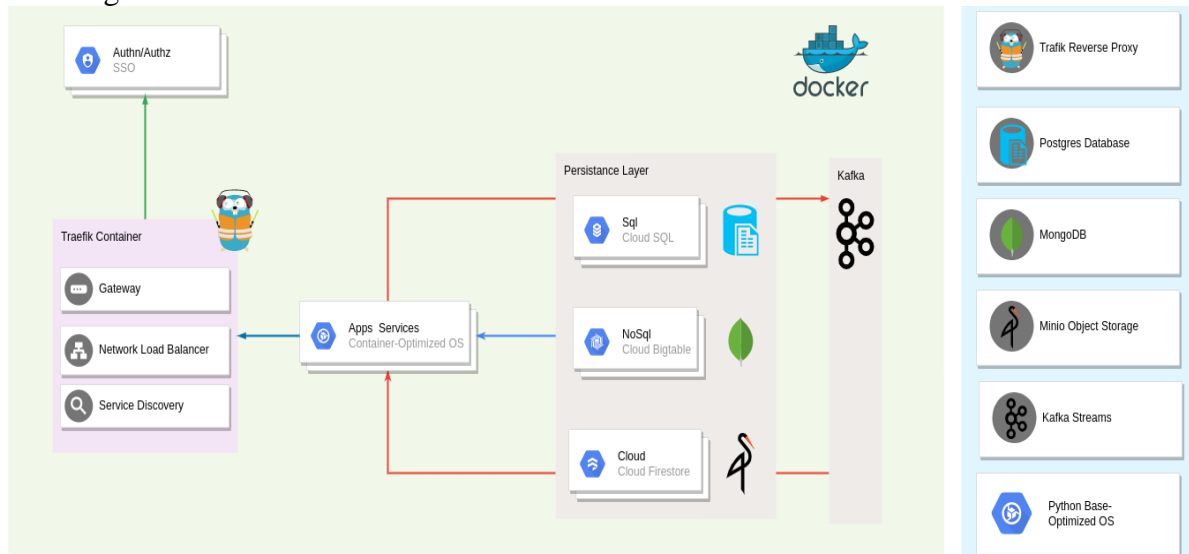 Authn/Authz
SSO
docker
Persistance Layer
Kafka
Sql
Cloud SQL
Traefik Container
Gateway
Network Load Balancer
Service Discovery
Apps Services
Container-Optimized OS
NoSql
Cloud Bigtable
Cloud
Cloud Firestore
Trafik Reverse Proxy
Postgres Database
MongoDB
Minio Object Storage
Kafka Streams
Python Base-
Optimized OS